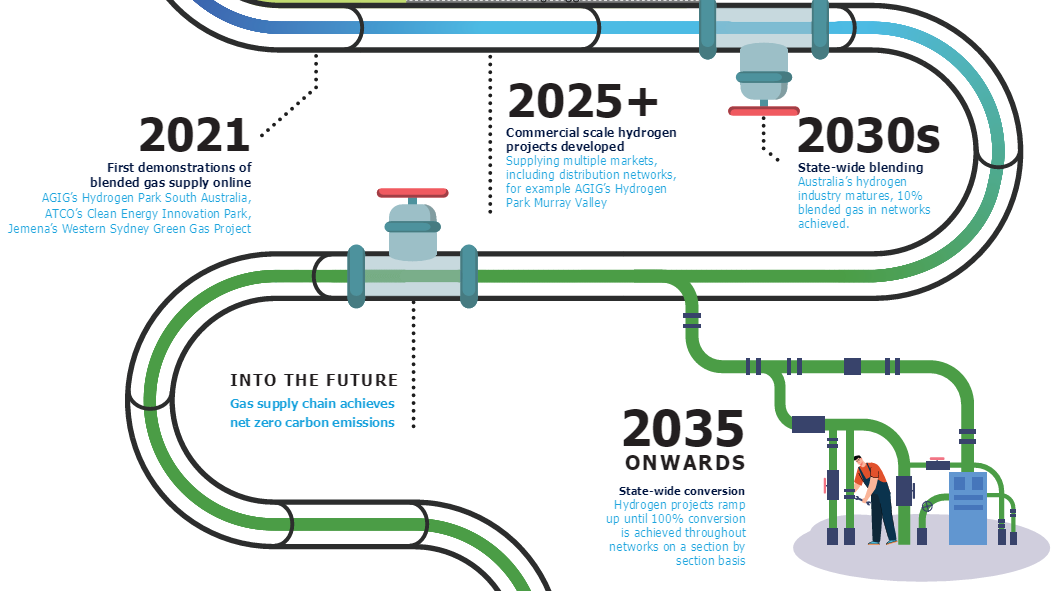 2021
First demonstrations of
blended gas supply online
AGIG's Hydrogen Park South Australia,
ATCO's Clean Energy Innovation Park,
Jemena's Western Sydney Green Gas Project
2025+
Commercial scale hydrogen
projects developed
Supplying multiple markets,
including distribution networks,
for example AGIG's Hydrogen
Park Murray Valley
2030s
State-wide blending
Australia's hydrogen
industry matures, 10%
blended gas in networks
achieved.
INTO THE FUTURE
Gas supply chain achieves
net zero carbon emissions
2035
ONWARDS
State-wide conversion
Hydrogen projects ramp
up until 100% conversion
is achieved throughout
networks on a section by
section basis